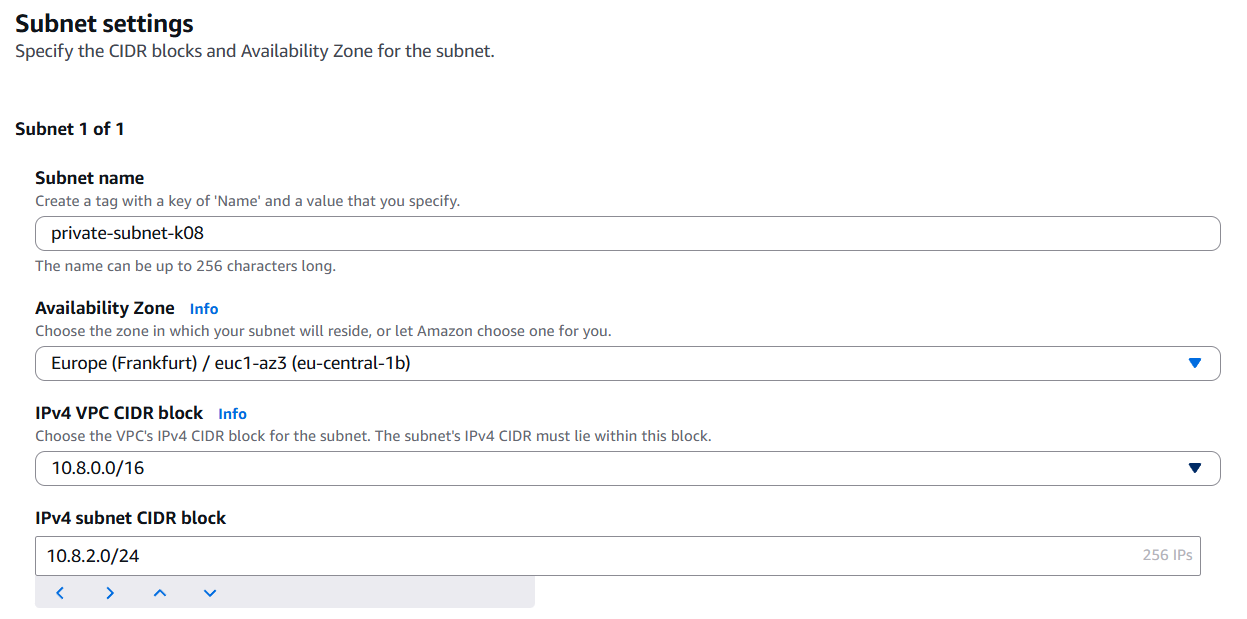 Subnet settings
Specify the CIDR blocks and Availability Zone for the subnet.
Subnet 1 of 1
Subnet name
Create a tag with a key of 'Name' and a value that you specify.
private-subnet-k08
The name can be up to 256 characters long.
Availability Zone Info
Choose the zone in which your subnet will reside, or let Amazon choose one for you.
Europe (Frankfurt) / euc1-az3 (eu-central-1b)
IPv4 VPC CIDR block Info
Choose the VPC's IPv4 CIDR block for the subnet. The subnet's IPv4 CIDR must lie within this block.
10.8.0.0/16
IPv4 subnet CIDR block
10.8.2.0/24 256 IPs